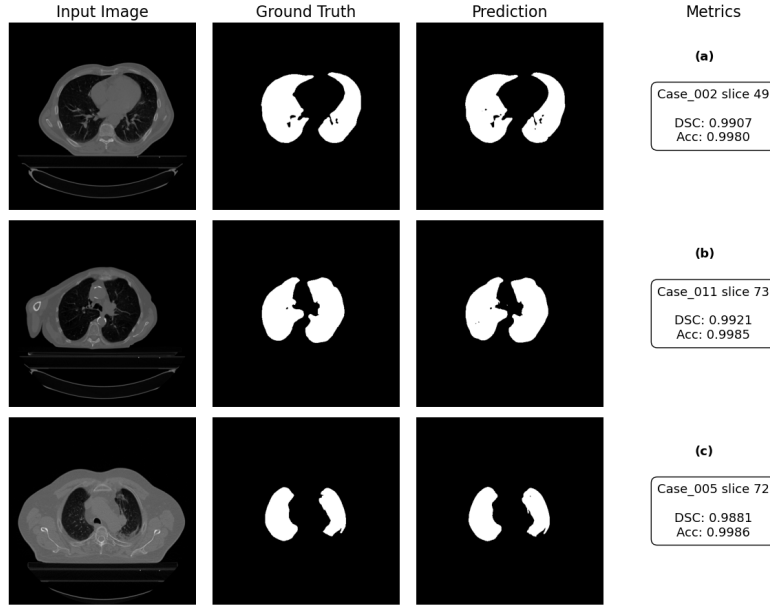 Input Image
Ground Truth
Prediction
Metrics
(a)
Case_002 slice 49
DSC: 0.9907
Acc: 0.9980
(b)
Case_011 slice 73
DSC: 0.9921
Acc: 0.9985
(c)
Case_005 slice 72
DSC: 0.9881
Acc: 0.9986